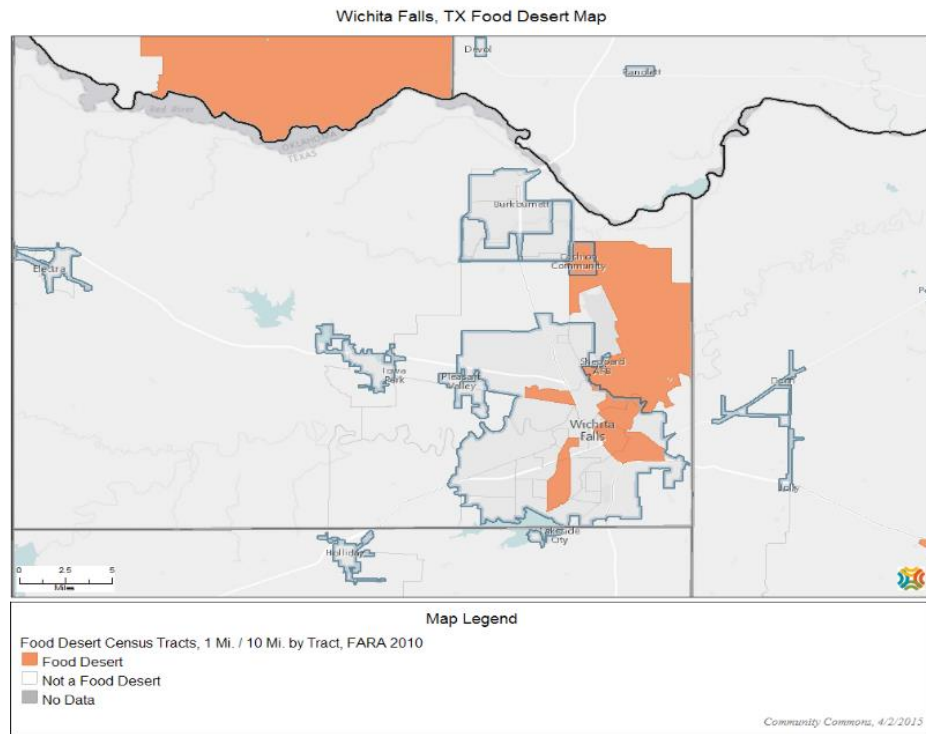 Wichita Falls, TX Food Desert Map
Devol
Randlett
Red River
OKLAHOMA
TEXAS
Burkburnett
Electra
Cashion
Community
Sheppard
AFB
Iowa
Park
Pleasant
Valley
Dean
Wichita
Falls
Jolly
Lakeside
City
Holliday
0 2.5 5
Miles
Map Legend
Food Desert Census Tracts, 1 Mi. / 10 Mi. by Tract, FARA 2010
Food Desert
Not a Food Desert
No Data
Community Commons, 4/2/2015